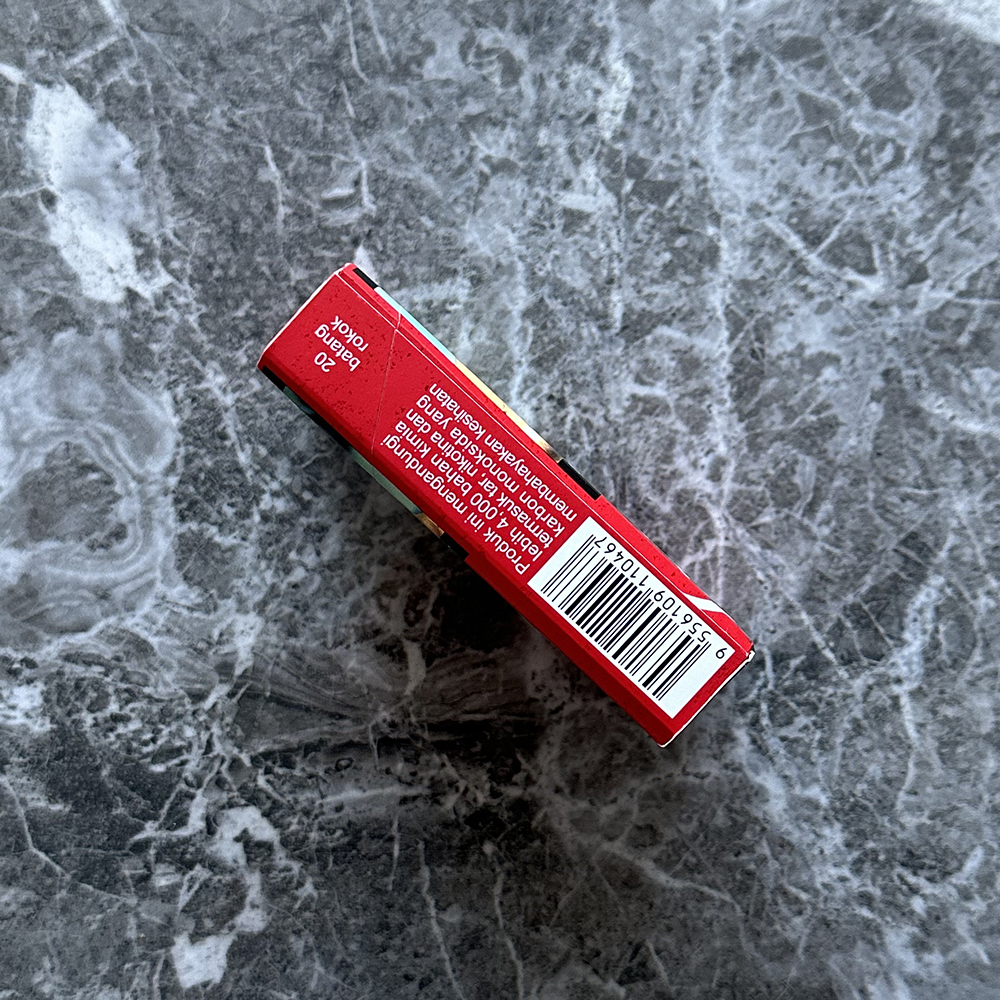 20
batang
rokok
Produk ini mengandungi
lebih 4,000 bahan kimia
termasuk tar, nikotina dan
karbon monoksida yang
membahayakan kesihatan
9 556109 110467